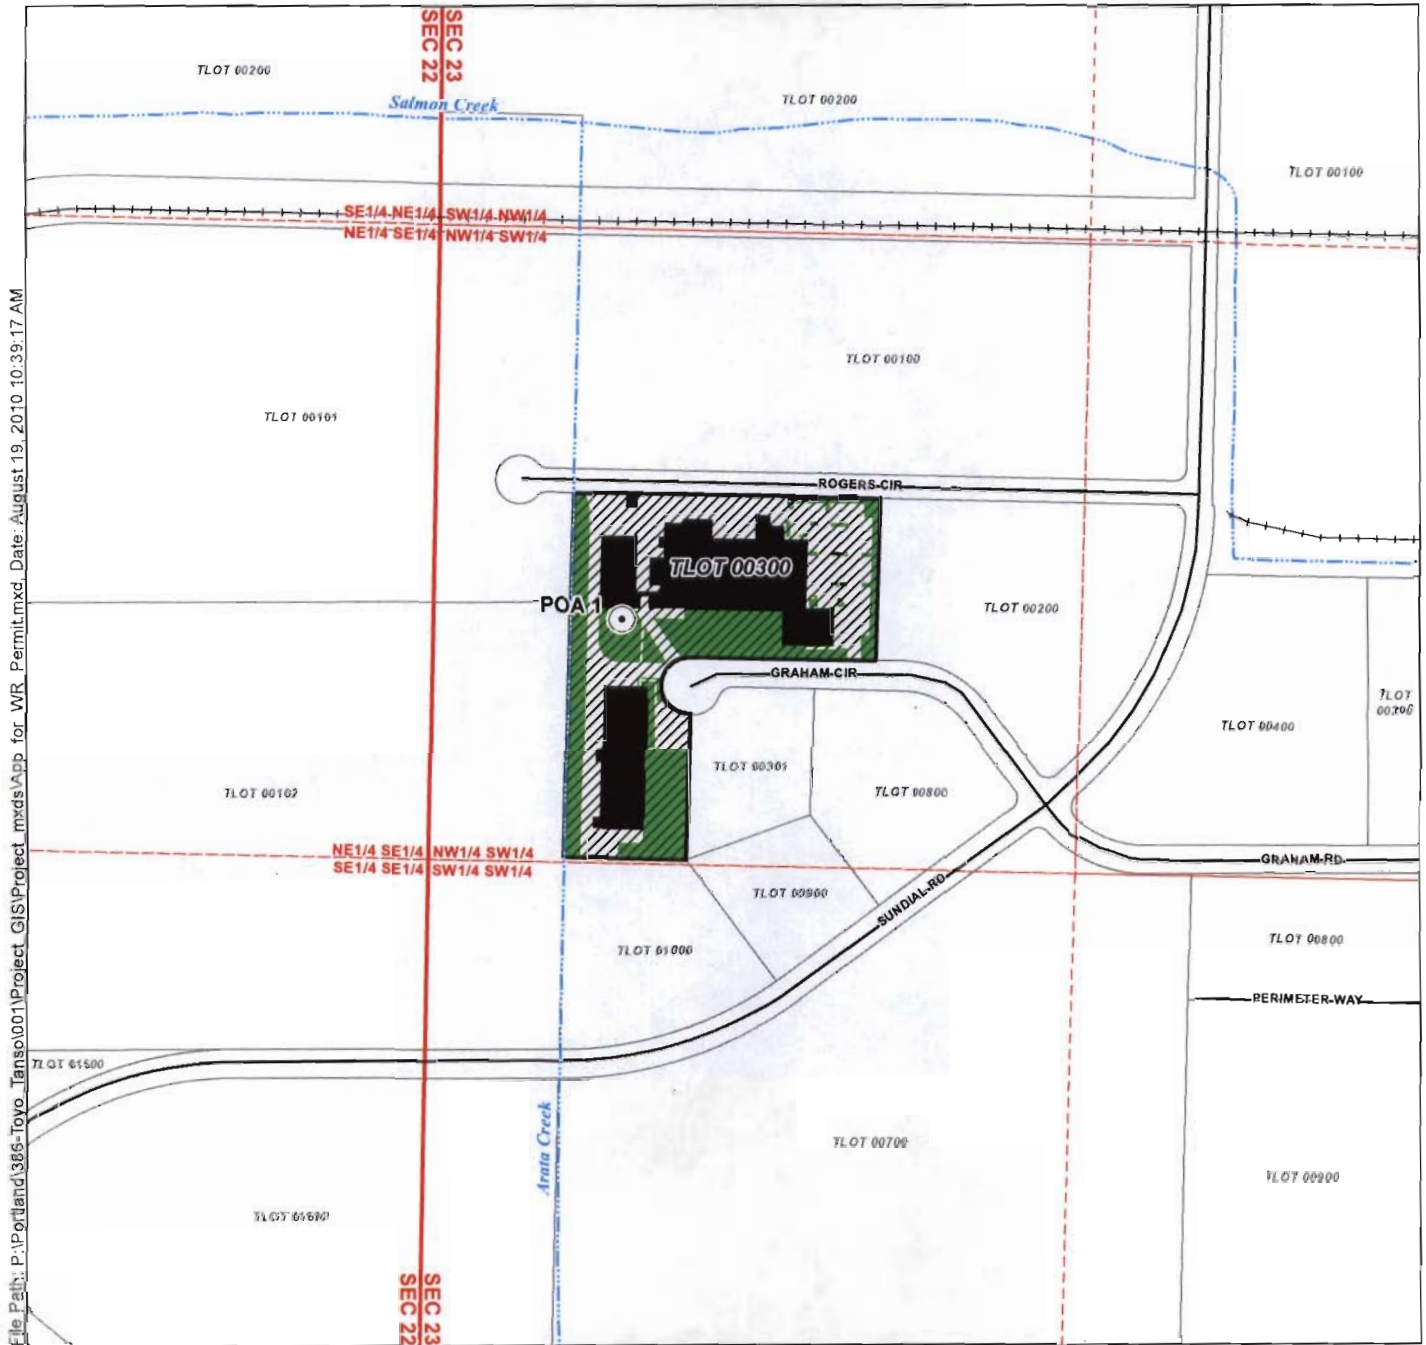 SEC 22
SEC 23
TLOT 00200
Salmon Creek
TLOT 00200
TLOT 00100
SE1/4 NE1/4 SW1/4 NW1/4
NE1/4 SE1/4 NW1/4 SW1/4
TLOT 00100
TLOT 00101
ROGERS CIR
TLOT 00300
POA 1
TLOT 00200
GRAHAM CIR
TLOT 00400
TLOT
TLOT 00301
TLOT 00800
TLOT 00102
NE1/4 SE1/4 NW1/4 SW1/4
SE1/4 SE1/4 SW1/4 SW1/4
GRAHAM RD
TLOT 00900
SUNDIAL RD
TLOT 01000
TLOT 00800
PERIMETER WAY
TLOT 01500
Arata Creek
TLOT 00700
TLOT 00900
TLOT
SEC 22
SEC 23
File Path: P:\Portland\386-Toyo_Tanso\001\Project_GIS\Project_mxds\App_for_WR_Permit.mxd, Date: August 19, 2010 10:39:17 AM